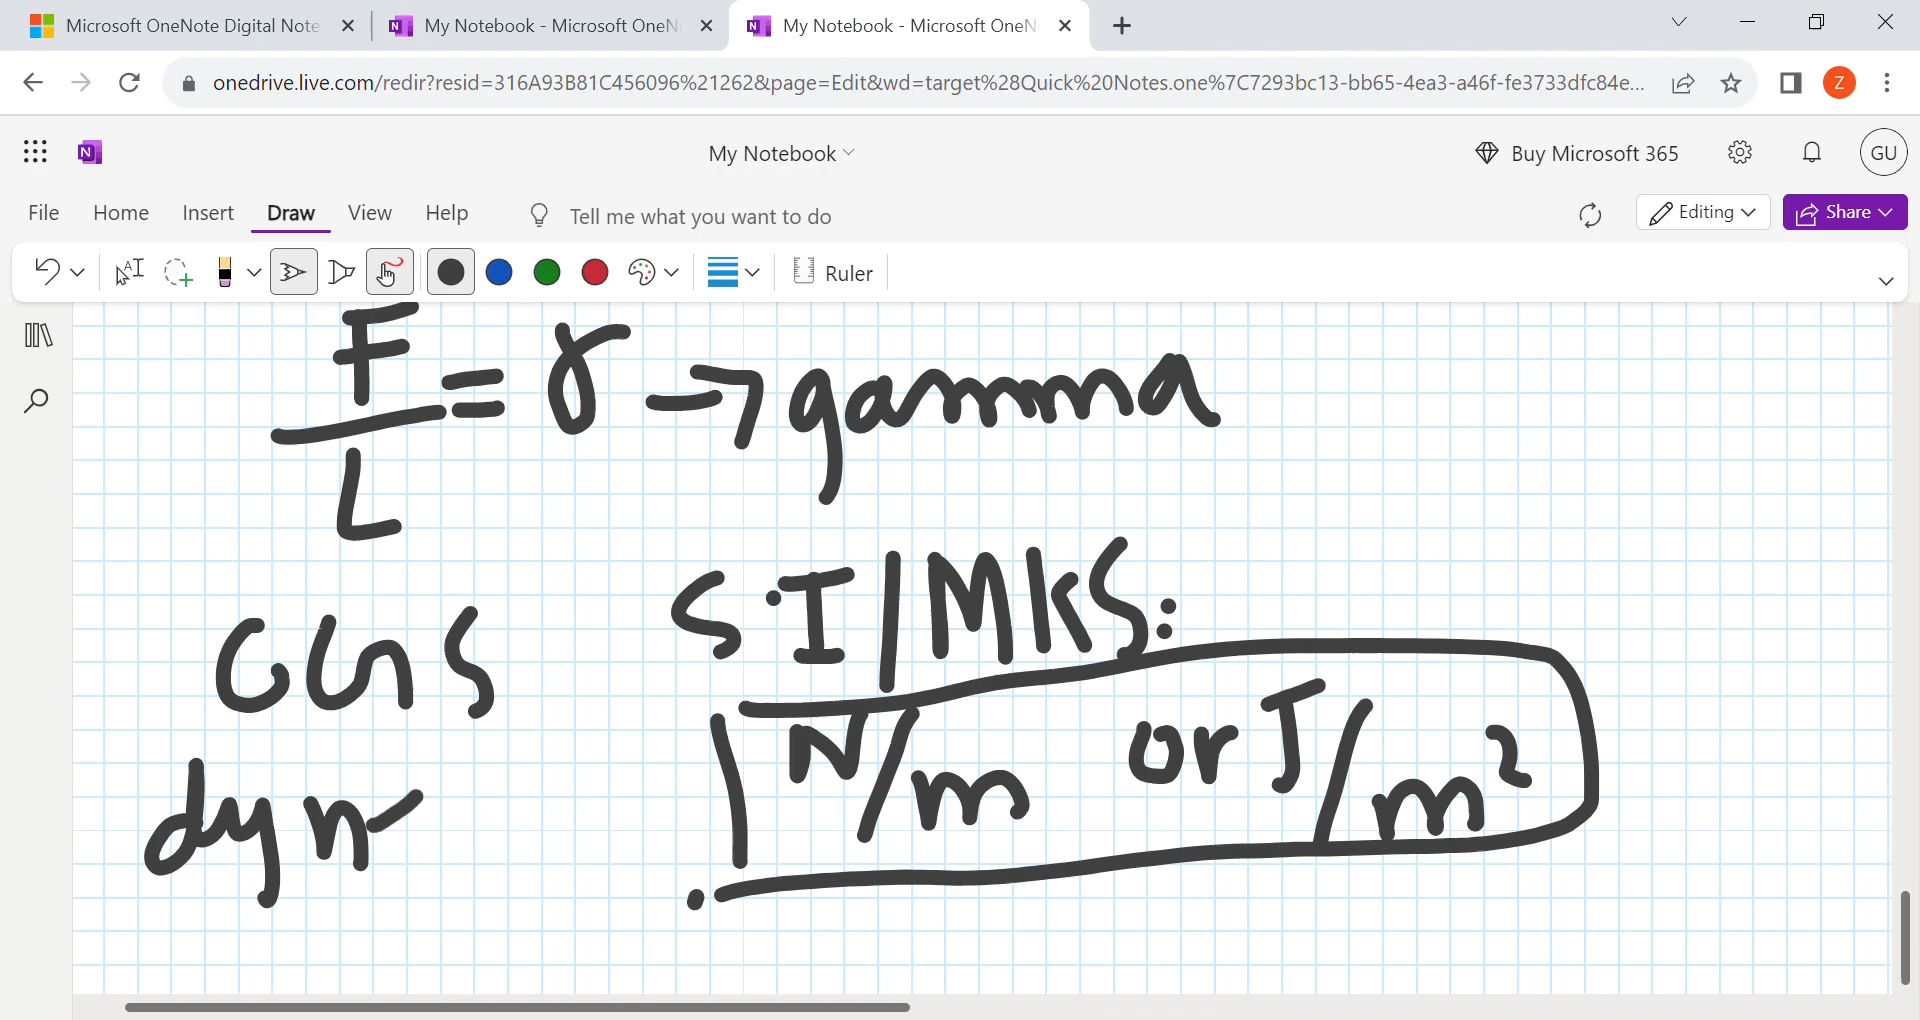 Microsoft OneNote Digital Note
My Notebook - Microsoft OneN
My Notebook - Microsoft OneN
onedrive.live.com/redir?resid=316A93B81C456096%21262&page=Edit&wd=target%28Quick%20Notes.one%7C7293bc13-bb65-4ea3-a46f-fe3733dfc84e...
Z
N
My Notebook
Buy Microsoft 365
GU
File Home Insert Draw View Help Tell me what you want to do
Editing
Share
Ruler
F
= γ → gamma
L
CGS
S.I/MKS:
dyn
N/m or J/m²